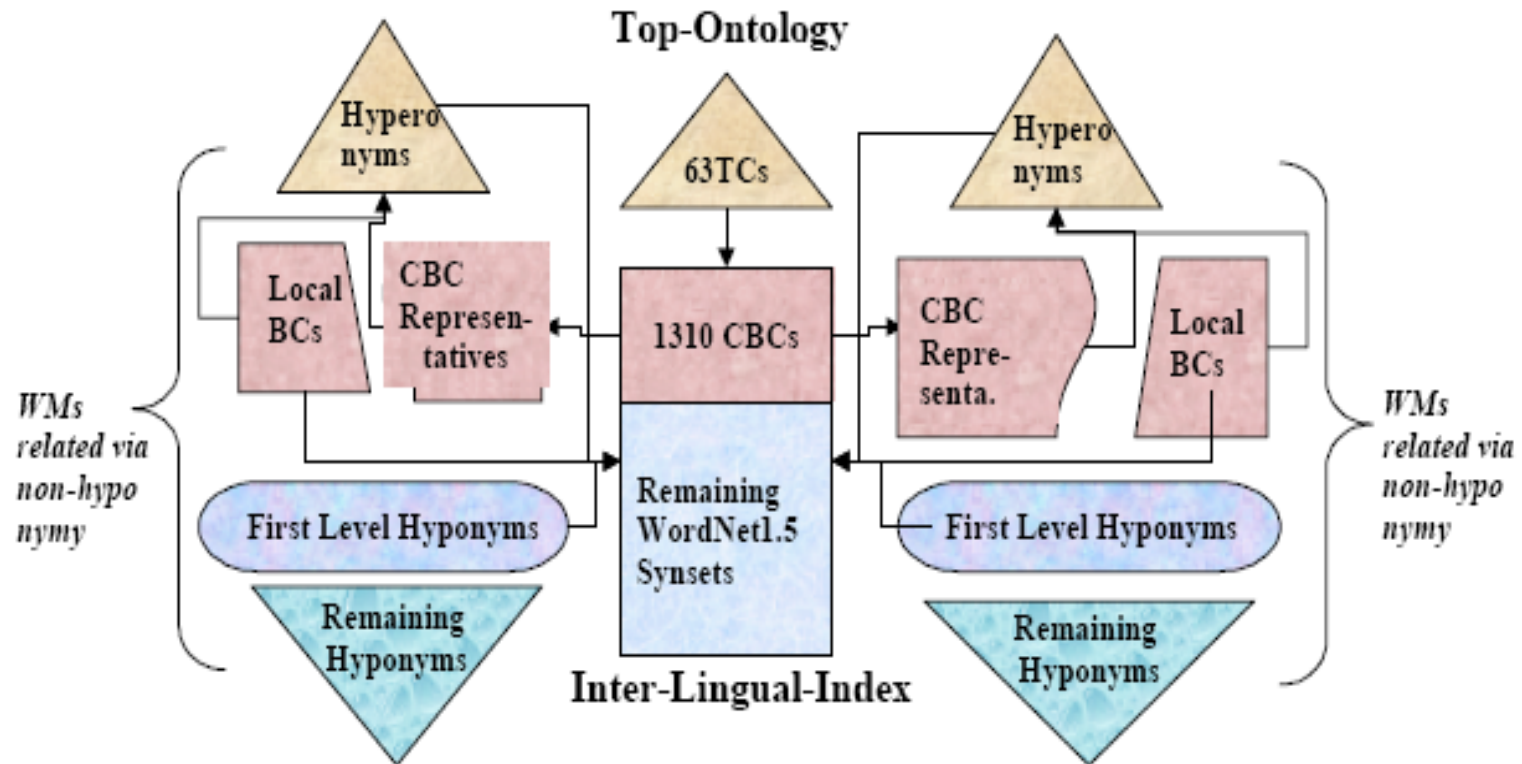 Top-Ontology
Hypero
nyms
63TCs
Hypero
nyms
Local
BCs
CBC
Represen-
tatives
1310 CBCs
CBC
Repre-
senta.
Local
BCs
WMs
related via
non-hypo
nymy
WMs
related via
non-hypo
nymy
First Level Hyponyms
Remaining
WordNet1.5
Synsets
First Level Hyponyms
Remaining
Hyponyms
Remaining
Hyponyms
Inter-Lingual-Index